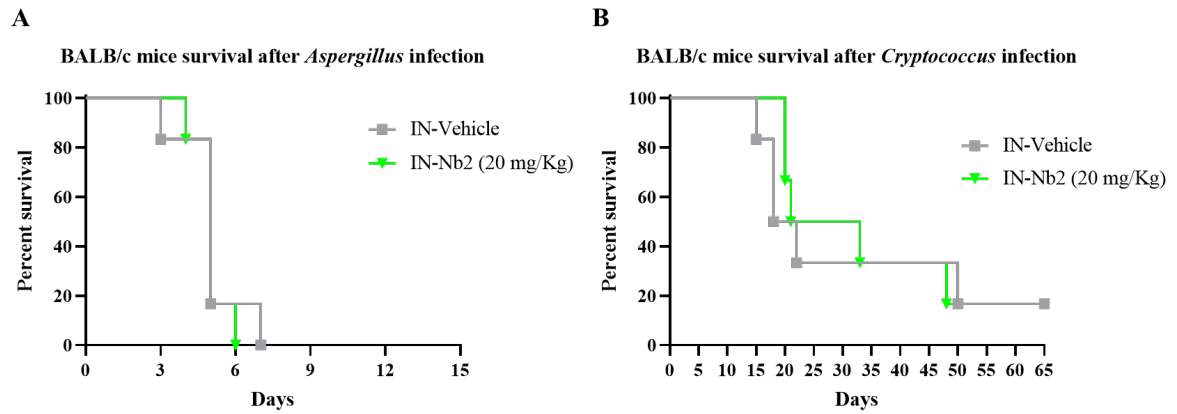 A
BALB/c mice survival after Aspergillus infection
Percent survival
100
80
60
40
20
0
0 3 6 9 12 15
Days
IN-Vehicle
IN-Nb2 (20 mg/Kg)
B
BALB/c mice survival after Cryptococcus infection
Percent survival
100
80
60
40
20
0
0 5 10 15 20 25 30 35 40 45 50 55 60 65
Days
IN-Vehicle
IN-Nb2 (20 mg/Kg)